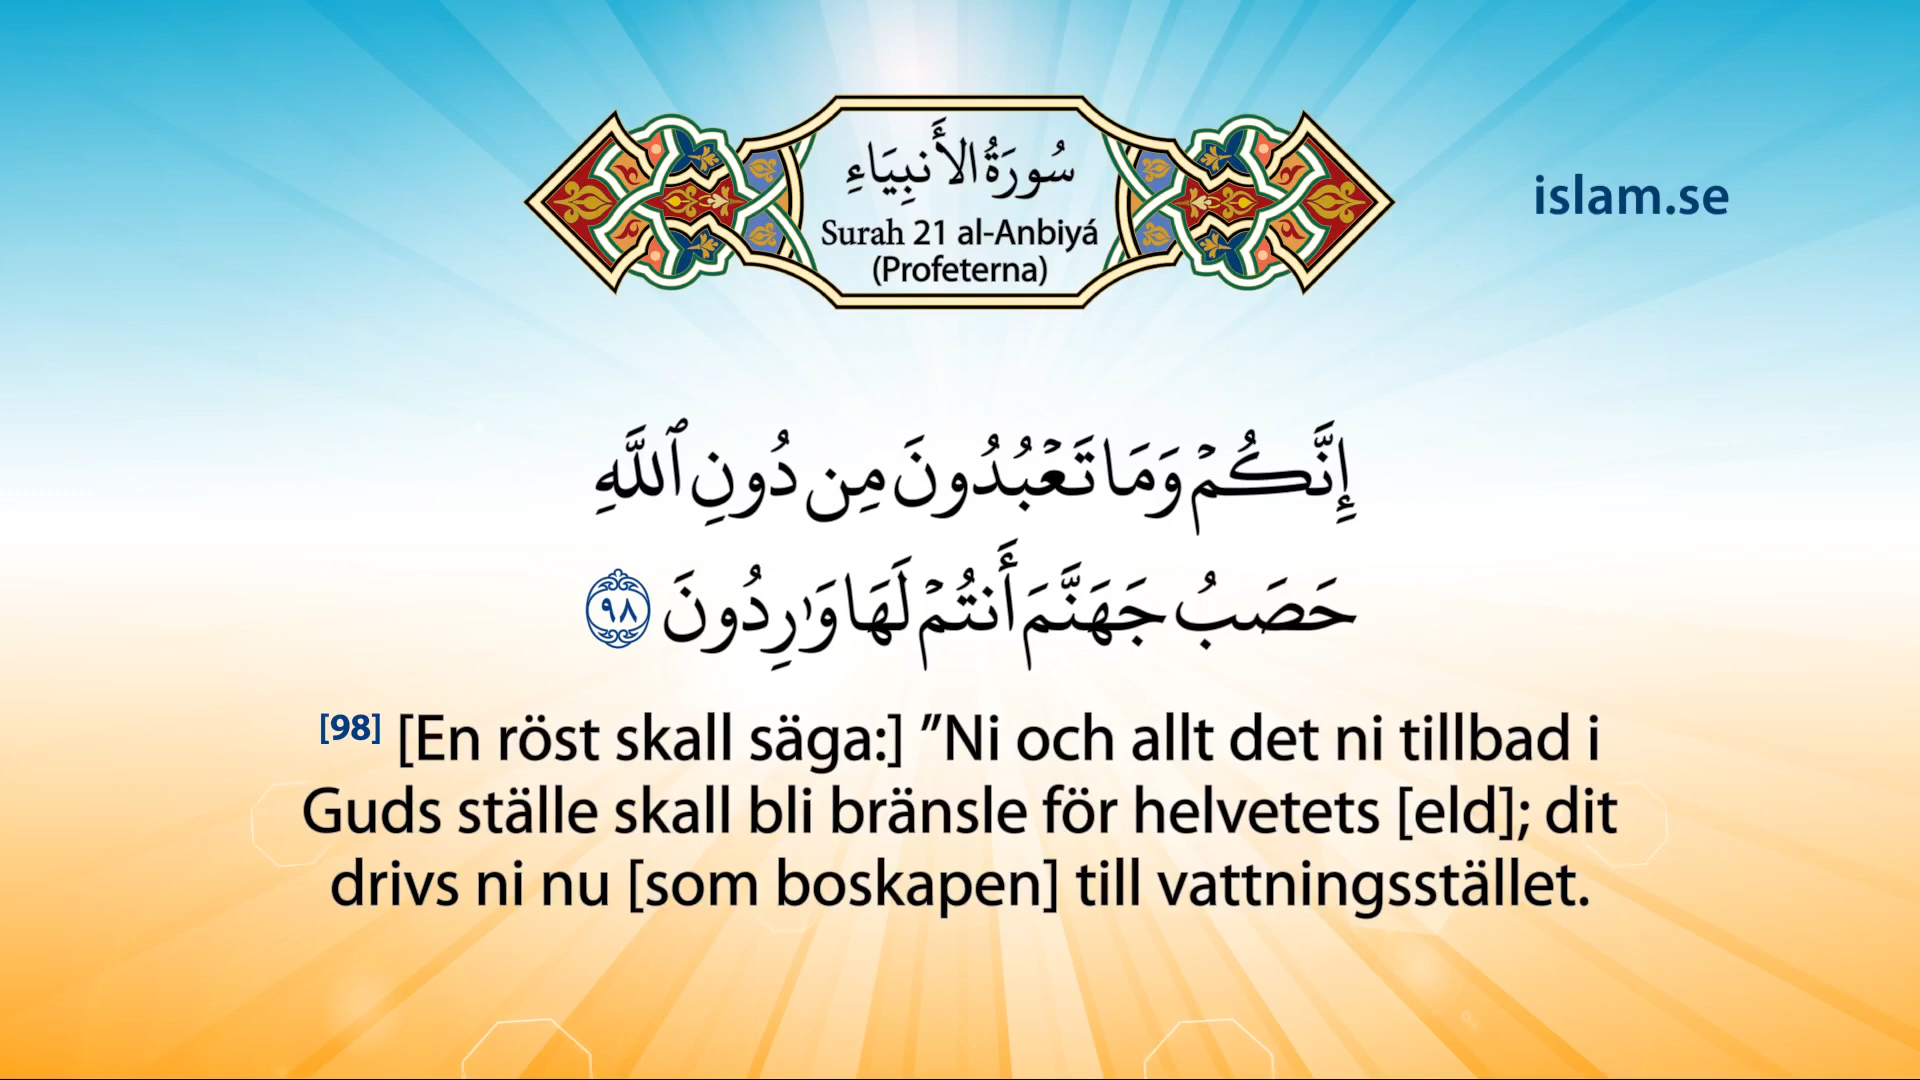 سُورَةُ الأَنبِيَاءِ
Surah 21 al-Anbiyá
(Profeterna)
islam.se
إِنَّكُمۡ وَمَا تَعۡبُدُونَ مِن دُونِ ٱللَّهِ
حَصَبُ جَهَنَّمَ أَنتُمۡ لَهَا وَٰرِدُونَ ٩٨
[98] [En röst skall säga:] ”Ni och allt det ni tillbad i
Guds ställe skall bli bränsle för helvetets [eld]; dit
drivs ni nu [som boskapen] till vattningsstället.